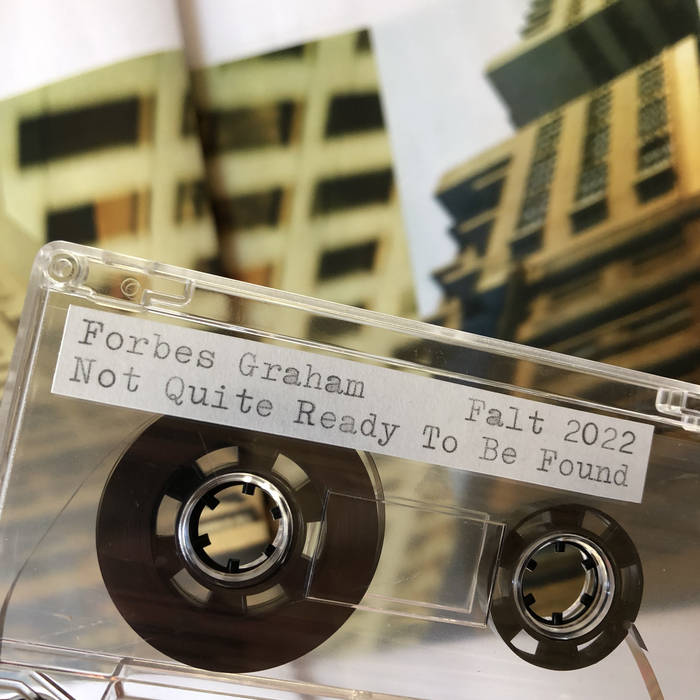 Forbes Graham Falt 2022
Not Quite Ready To Be Found